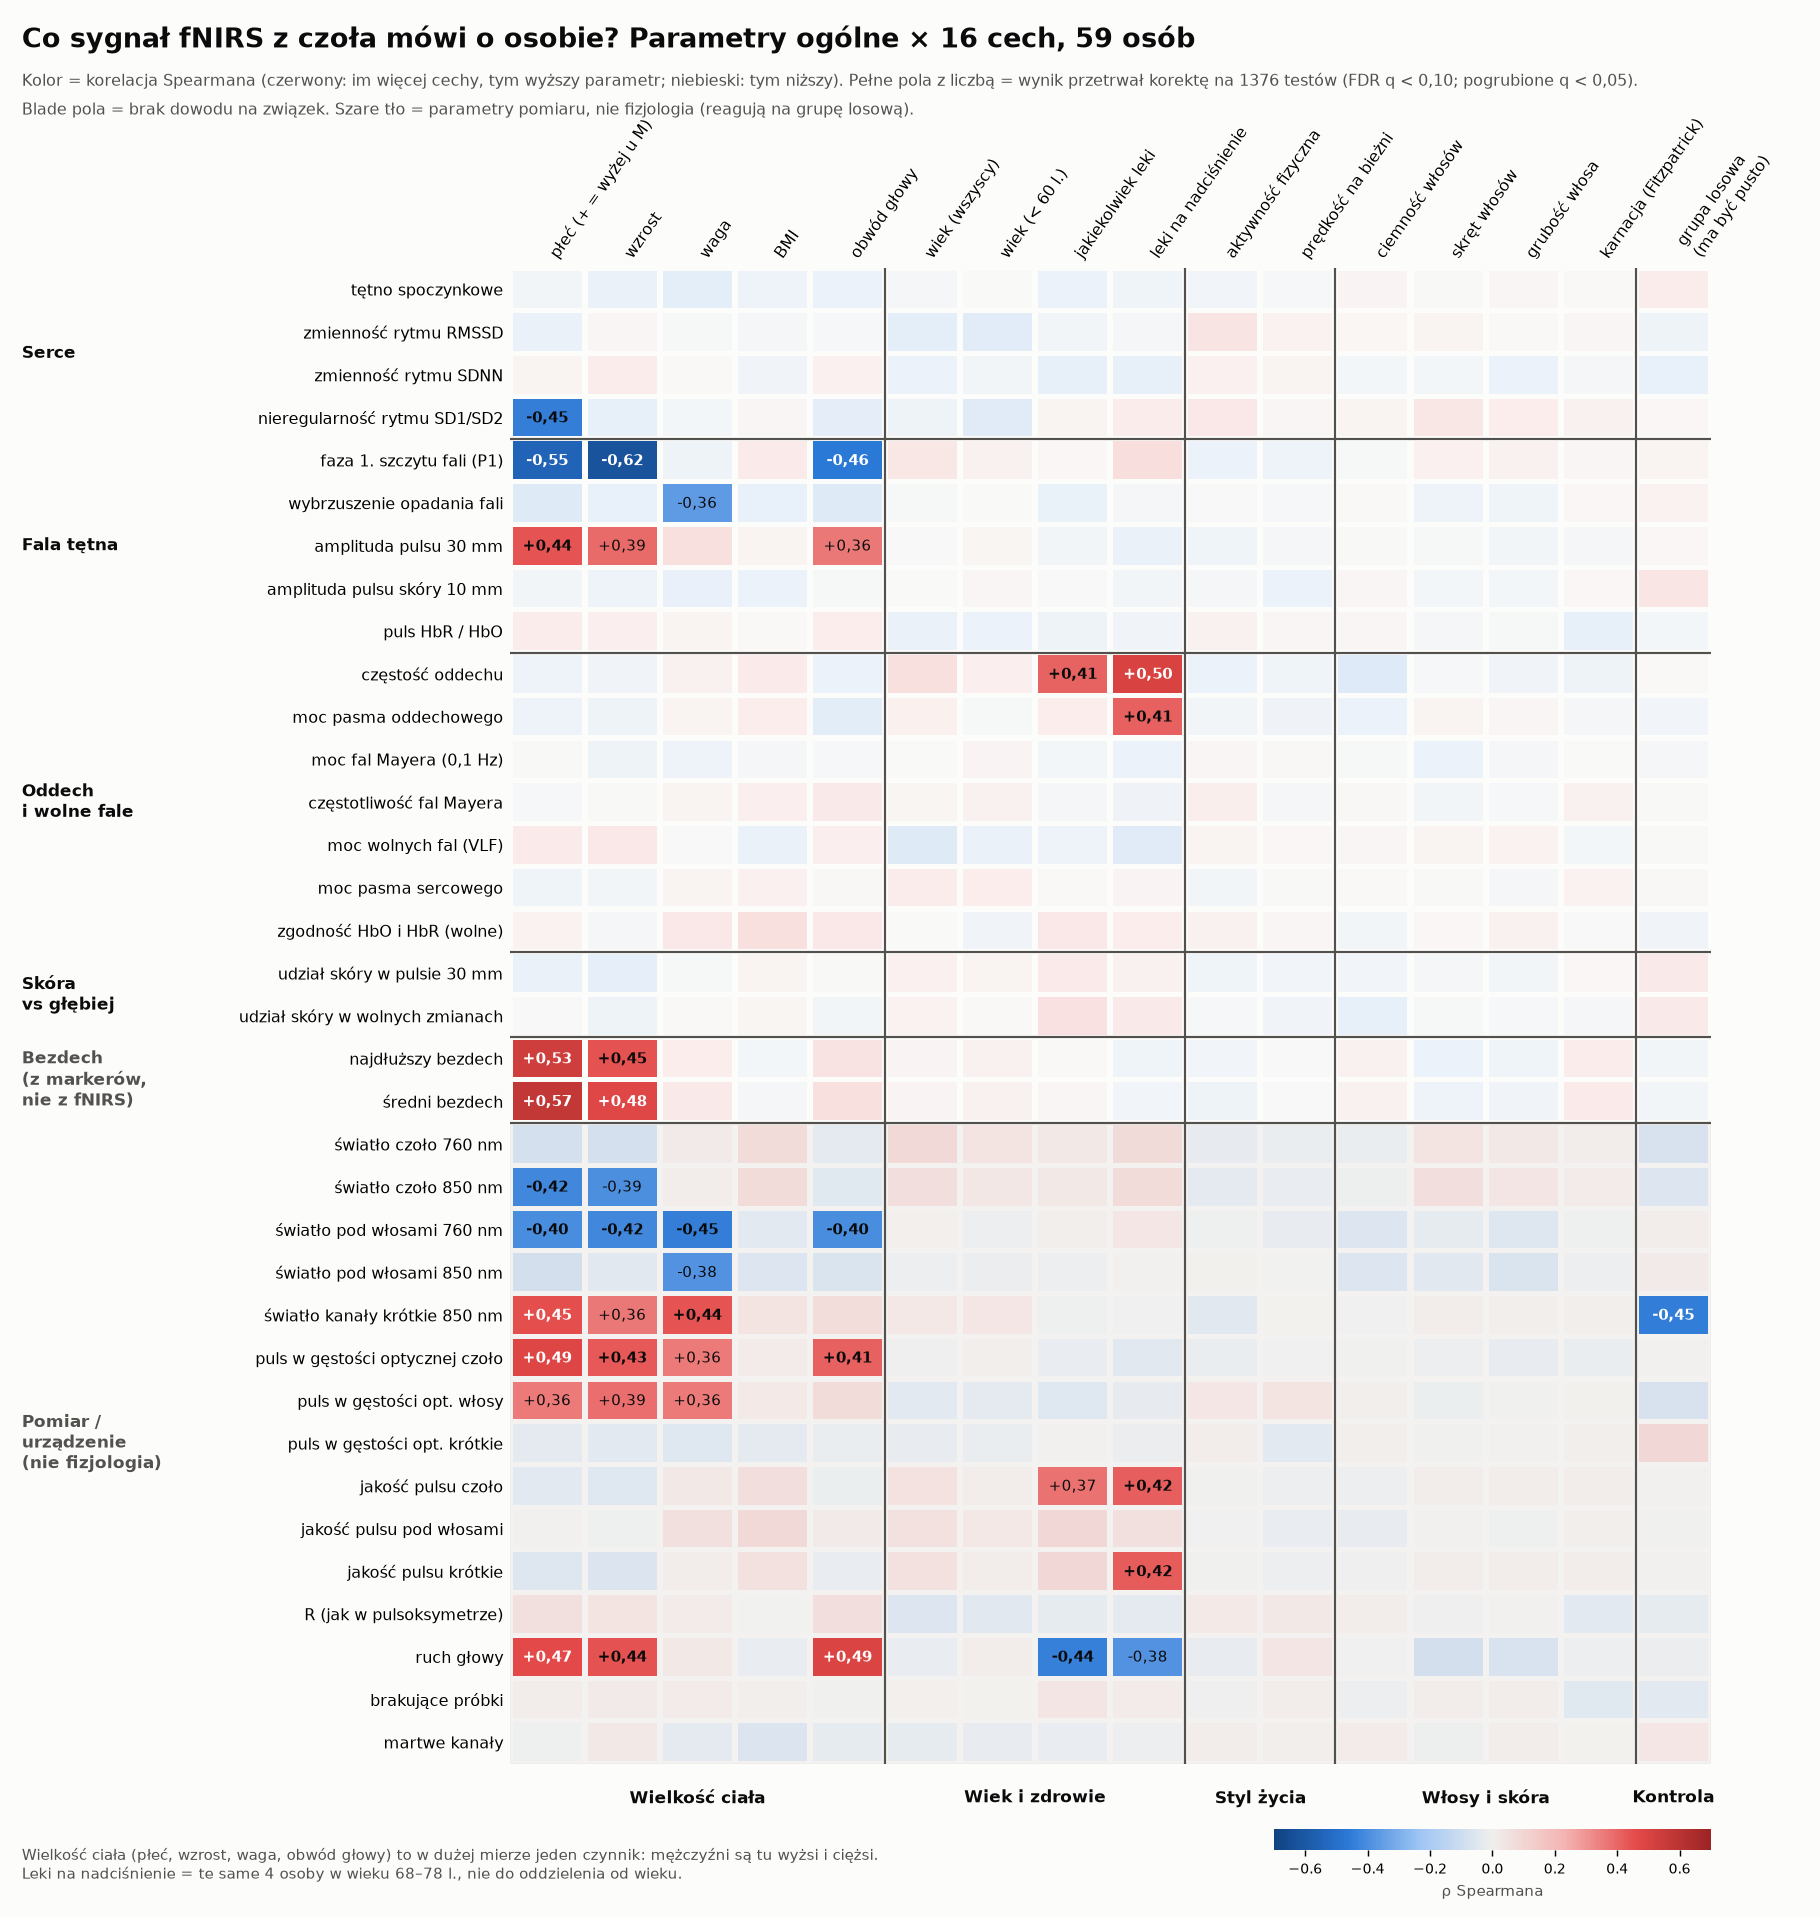 Co sygnał fNIRS z czoła mówi o osobie? Parametry ogólne × 16 cech, 59 osób
Kolor = korelacja Spearmana (czerwony: im więcej cechy, tym wyższy parametr; niebieski: tym niższy). Pełne pola z liczbą = wynik przetrwał korektę na 1376 testów (FDR q < 0,10; pogrubione q < 0,05).
Blade pola = brak dowodu na związek. Szare tło = parametry pomiaru, nie fizjologia (reagują na grupę losową).
płeć (+ = wyżej u M)
wzrost
waga
BMI
obwód głowy
wiek (wszyscy)
wiek (< 60 l.)
jakiekolwiek leki
leki na nadciśnienie
aktywność fizyczna
prędkość na bieżni
ciemność włosów
skręt włosów
grubość włosa
karnacja (Fitzpatrick)
grupa losowa
(ma być pusto)
Serce
tętno spoczynkowe
zmienność rytmu RMSSD
zmienność rytmu SDNN
nieregularność rytmu SD1/SD2 -0,45
Fala tętna
faza 1. szczytu fali (P1) -0,55 -0,62 -0,46
wybrzuszenie opadania fali -0,36
amplituda pulsu 30 mm +0,44 +0,39 +0,36
amplituda pulsu skóry 10 mm
puls HbR / HbO
Oddech
i wolne fale
częstość oddechu +0,41 +0,50
moc pasma oddechowego +0,41
moc fal Mayera (0,1 Hz)
częstotliwość fal Mayera
moc wolnych fal (VLF)
moc pasma sercowego
zgodność HbO i HbR (wolne)
Skóra
vs głębiej
udział skóry w pulsie 30 mm
udział skóry w wolnych zmianach
Bezdech
(z markerów,
nie z fNIRS)
najdłuższy bezdech +0,53 +0,45
średni bezdech +0,57 +0,48
Pomiar /
urządzenie
(nie fizjologia)
światło czoło 760 nm
światło czoło 850 nm -0,42 -0,39
światło pod włosami 760 nm -0,40 -0,42 -0,45 -0,40
światło pod włosami 850 nm -0,38
światło kanały krótkie 850 nm +0,45 +0,36 +0,44 -0,45
puls w gęstości optycznej czoło +0,49 +0,43 +0,36 +0,41
puls w gęstości opt. włosy +0,36 +0,39 +0,36
puls w gęstości opt. krótkie
jakość pulsu czoło +0,37 +0,42
jakość pulsu pod włosami
jakość pulsu krótkie +0,42
R (jak w pulsoksymetrze)
ruch głowy +0,47 +0,44 +0,49 -0,44 -0,38
brakujące próbki
martwe kanały
Wielkość ciała
Wiek i zdrowie
Styl życia
Włosy i skóra
Kontrola
Wielkość ciała (płeć, wzrost, waga, obwód głowy) to w dużej mierze jeden czynnik: mężczyźni są tu wyżsi i ciężsi.
Leki na nadciśnienie = te same 4 osoby w wieku 68–78 l., nie do oddzielenia od wieku.
−0.6 −0.4 −0.2 0.0 0.2 0.4 0.6
ρ Spearmana